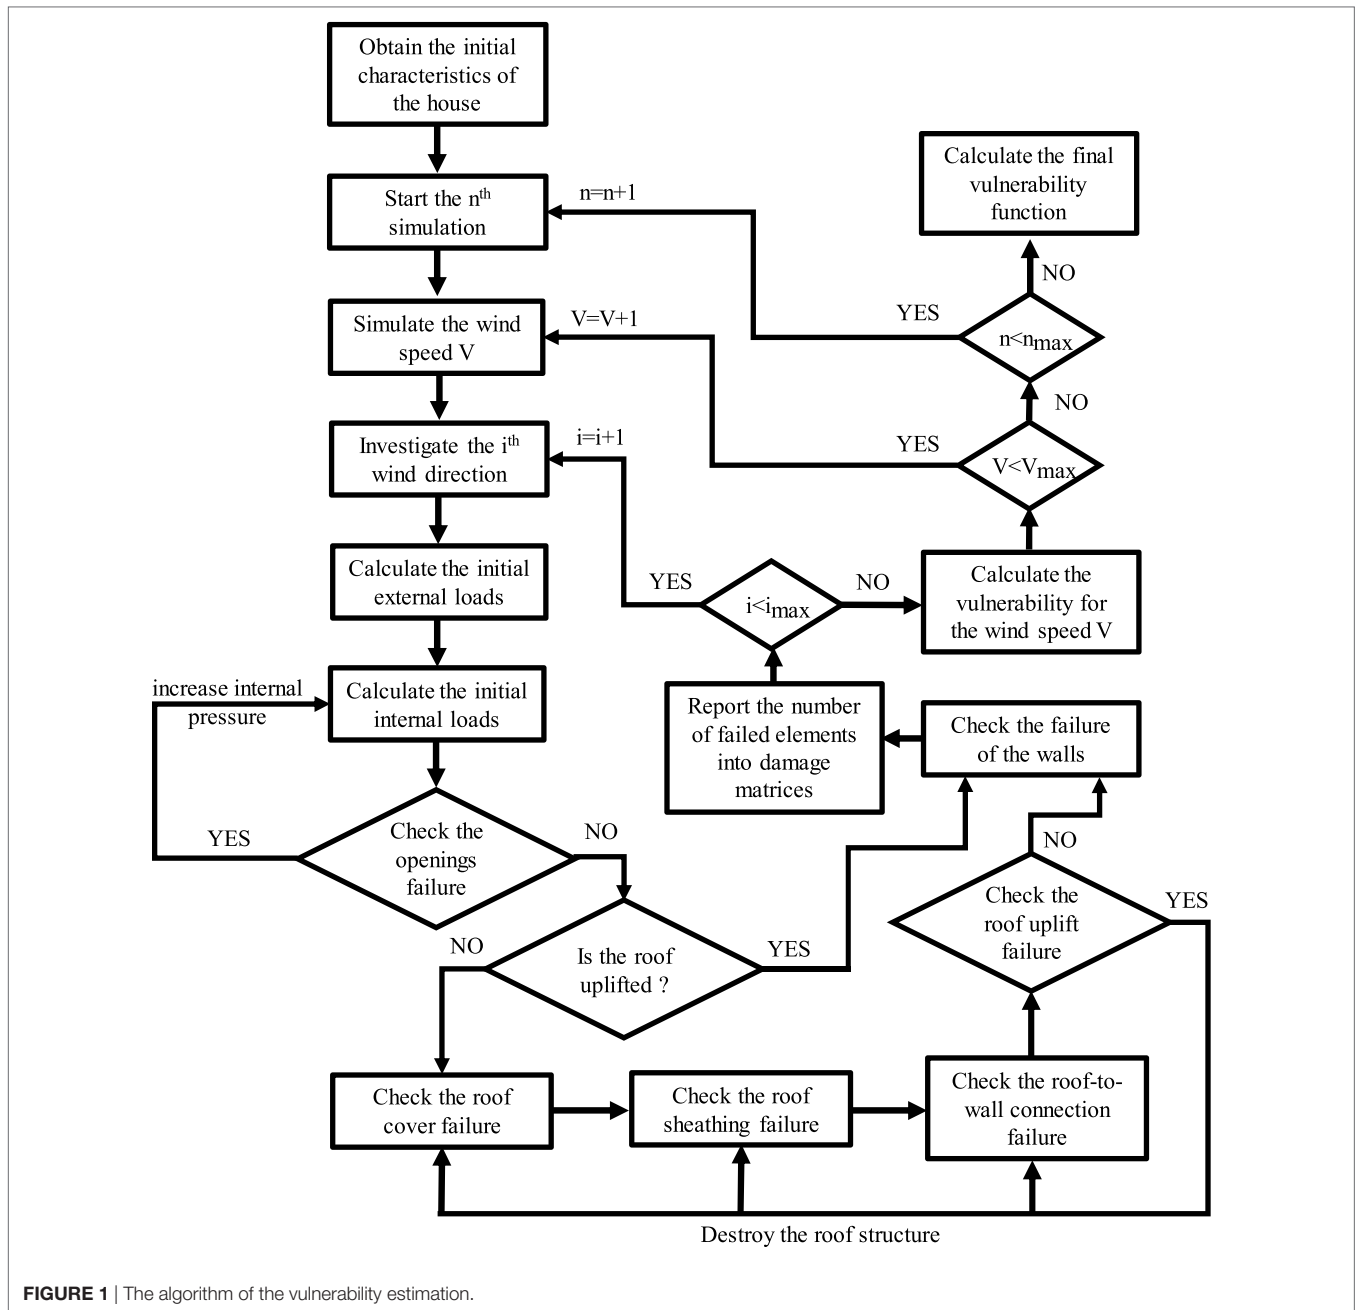 Obtain the initial
characteristics of
the house
Start the nth
simulation
n=n+1
Simulate the wind
speed V
V=V+1
Investigate the ith
wind direction
i=i+1
Calculate the initial
external loads
Calculate the initial
internal loads
increase internal
pressure
Check the
openings
failure
YES
NO
Is the roof
uplifted ?
NO
YES
Check the roof
cover failure
Check the roof
sheathing failure
Check the roof-to-
wall connection
failure
Check the
roof uplift
failure
NO
YES
Destroy the roof structure
Check the failure
of the walls
Report the number
of failed elements
into damage
matrices
i<imax
YES
NO
Calculate the
vulnerability for
the wind speed V
V<Vmax
YES
NO
n<nmax
YES
NO
Calculate the final
vulnerability
function
FIGURE 1 | The algorithm of the vulnerability estimation.